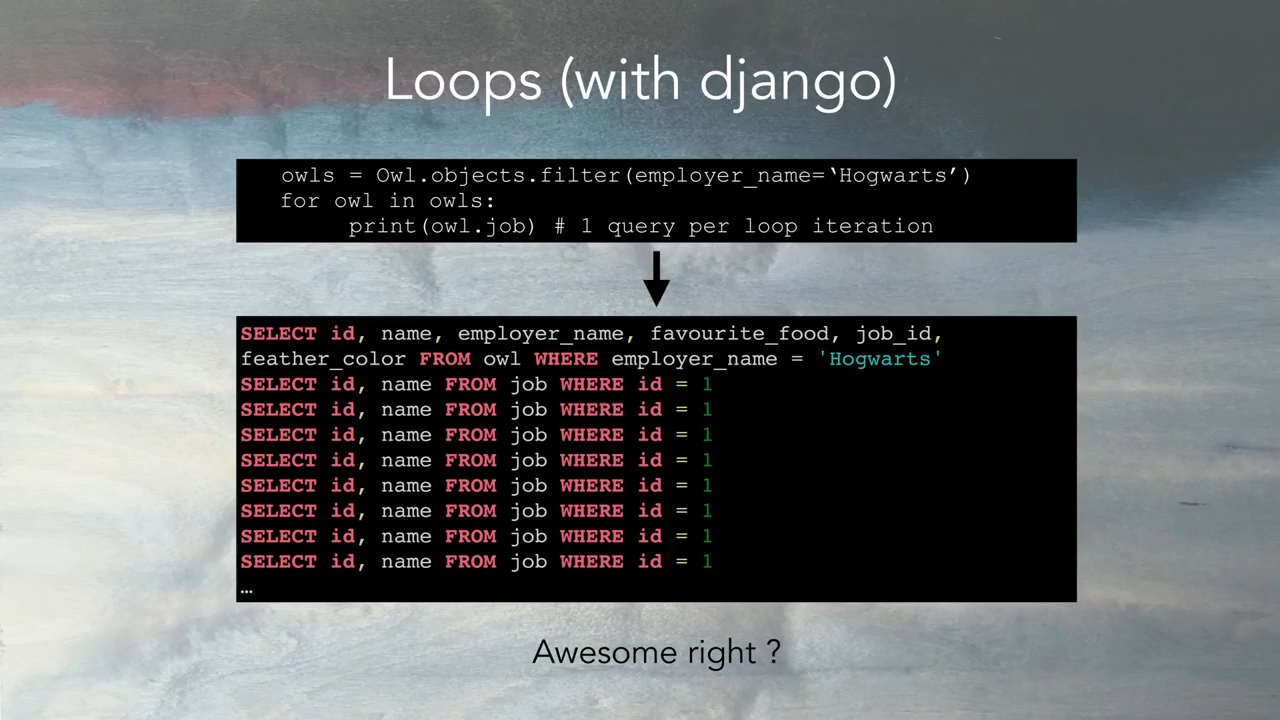 Loops (with django)
owls = Owl.objects.filter(employer_name=‘Hogwarts’)
for owl in owls:
print(owl.job) # 1 query per loop iteration
SELECT id, name, employer_name, favourite_food, job_id,
feather_color FROM owl WHERE employer_name = 'Hogwarts'
SELECT id, name FROM job WHERE id = 1
SELECT id, name FROM job WHERE id = 1
SELECT id, name FROM job WHERE id = 1
SELECT id, name FROM job WHERE id = 1
SELECT id, name FROM job WHERE id = 1
SELECT id, name FROM job WHERE id = 1
SELECT id, name FROM job WHERE id = 1
SELECT id, name FROM job WHERE id = 1
…
Awesome right ?